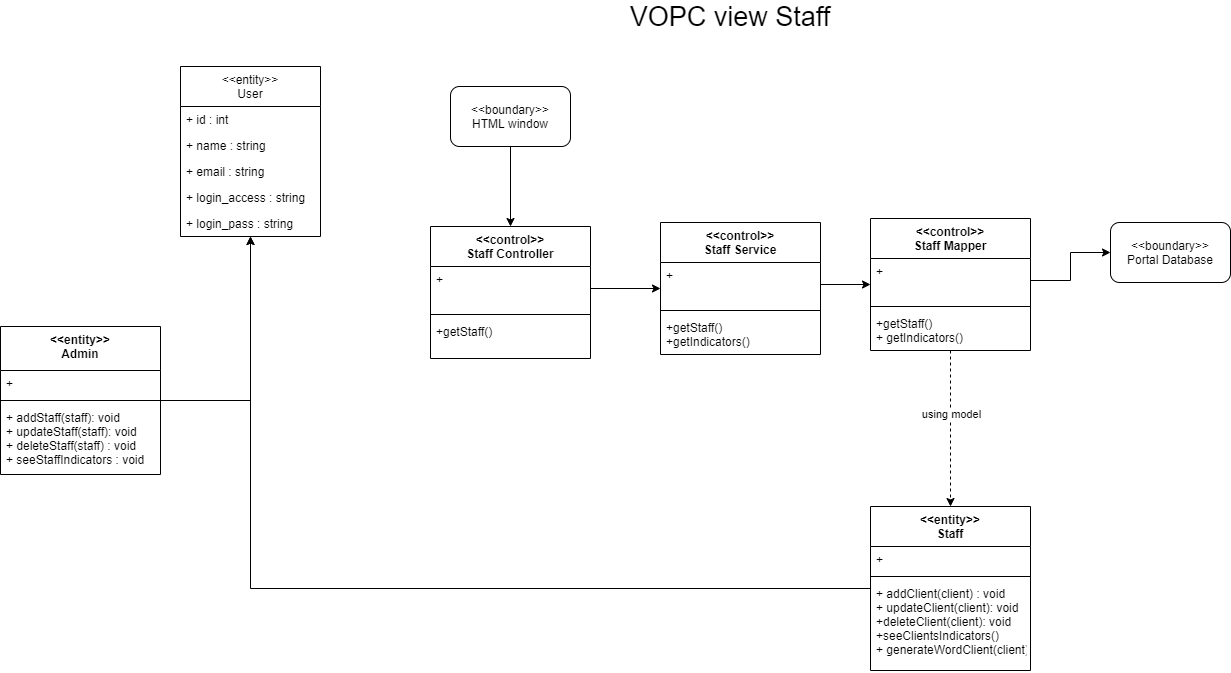 VOPC view Staff
<<entity>>
User
+ id : int
+ name : string
+ email : string
+ login_access : string
+ login_pass : string
<<boundary>>
HTML window
<<control>>
Staff Controller
+
+getStaff()
<<control>>
Staff Service
+
+getStaff()
+getIndicators()
<<control>>
Staff Mapper
+
+getStaff()
+ getIndicators()
<<boundary>>
Portal Database
<<entity>>
Admin
+
+ addStaff(staff): void
+ updateStaff(staff): void
+ deleteStaff(staff) : void
+ seeStaffIndicators : void
using model
<<entity>>
Staff
+
+ addClient(client) : void
+ updateClient(client): void
+deleteClient(client): void
+seeClientsIndicators()
+ generateWordClient(client)